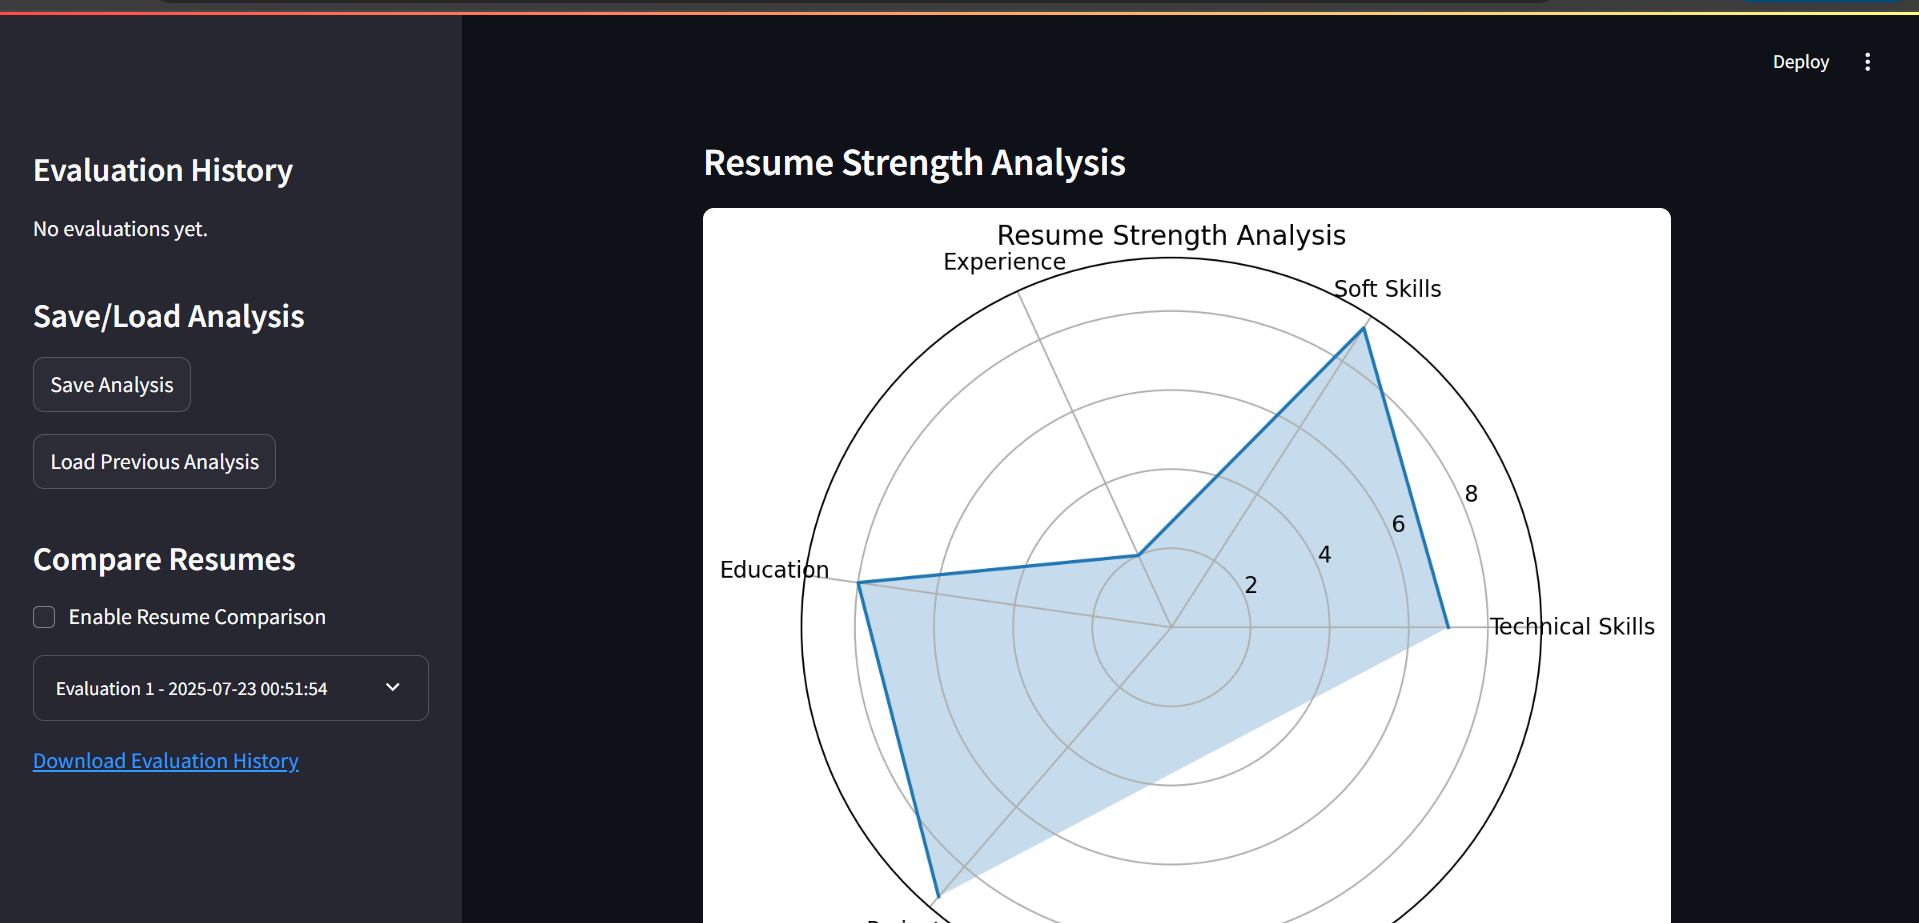 Deploy
Evaluation History
No evaluations yet.
Save/Load Analysis
Save Analysis
Load Previous Analysis
Compare Resumes
Enable Resume Comparison
Evaluation 1 - 2025-07-23 00:51:54
Download Evaluation History
Resume Strength Analysis
Resume Strength Analysis
Experience
Soft Skills
8
6
4
Education
2
Technical Skills